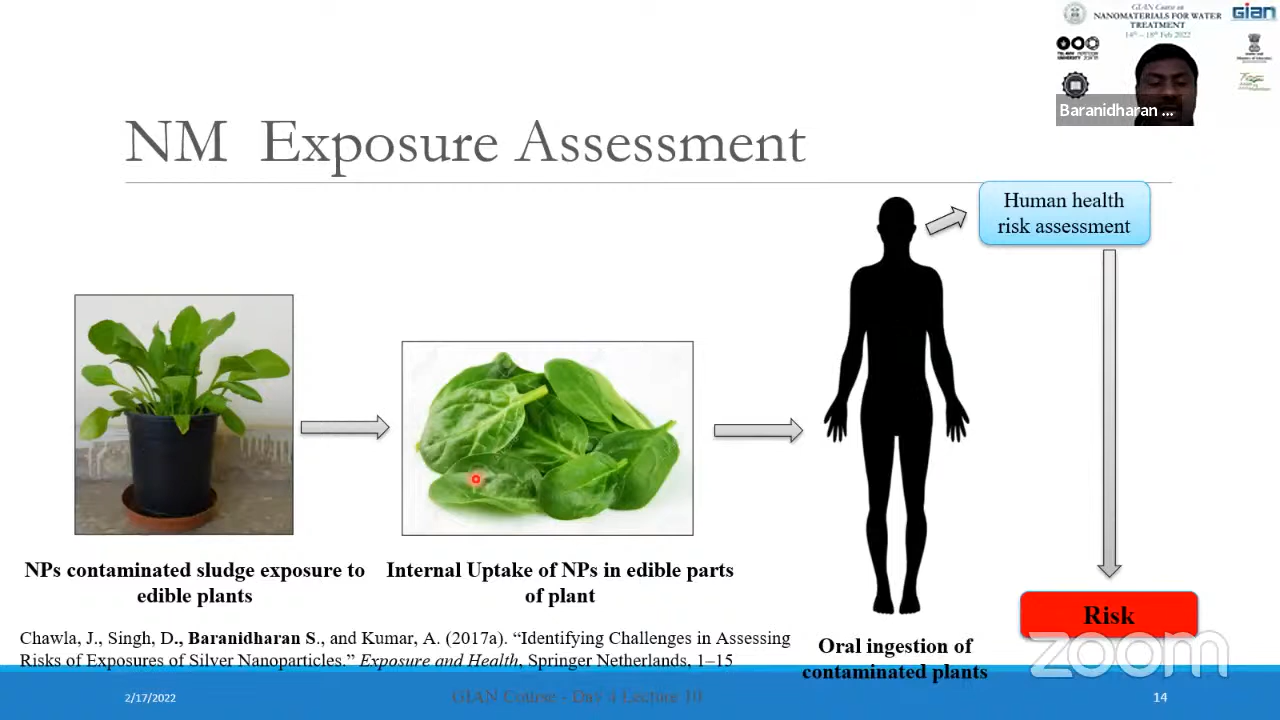 GIAN Course on
NANOMATERIALS FOR WATER
TREATMENT
14th – 18th Feb 2022
gian
Baranidharan ...
NM Exposure Assessment
Human health
risk assessment
NPs contaminated sludge exposure to
edible plants
Internal Uptake of NPs in edible parts
of plant
Oral ingestion of
contaminated plants
Risk
Chawla, J., Singh, D., Baranidharan S., and Kumar, A. (2017a). “Identifying Challenges in Assessing
Risks of Exposures of Silver Nanoparticles.” Exposure and Health, Springer Netherlands, 1–15
zoom
2/17/2022
GIAN Course - Day 4 Lecture 10
14